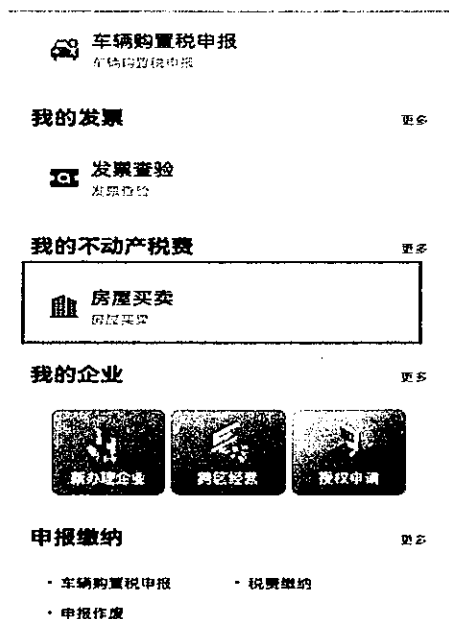 车辆购置税申报
车辆购置税申报
我的发票 更多
发票查验
发票查验
我的不动产税费 更多
房屋买卖
房屋买卖
我的企业 更多
新办理企业 跨区经营 授权申请
申报缴纳 更多
· 车辆购置税申报 · 税费缴纳
· 申报作废